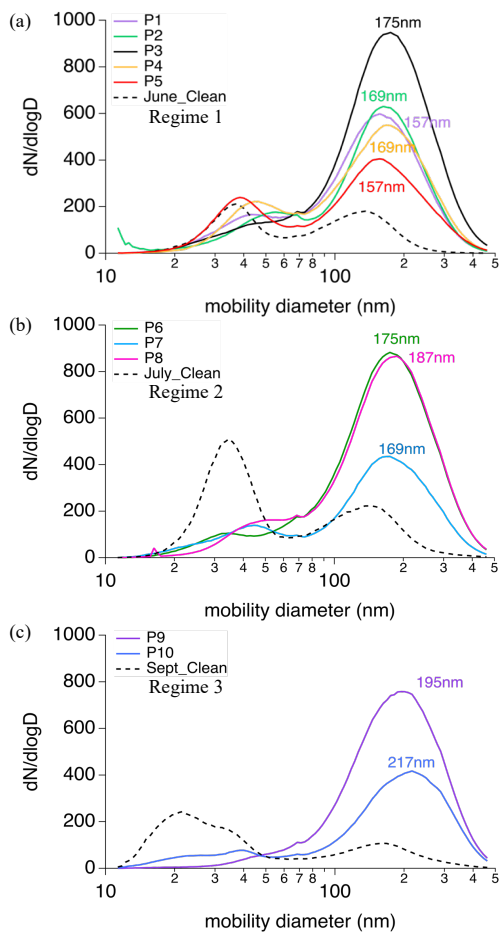 (a)
1000
800
600
400
200
0
dN/dlogD
P1
P2
P3
P4
P5
June_Clean
Regime 1
175nm
169nm
157nm
169nm
157nm
10
2
3
4
5
6
7
8
100
2
3
4
5
mobility diameter (nm)
(b)
1000
800
600
400
200
0
dN/dlogD
P6
P7
P8
July_Clean
Regime 2
175nm
187nm
169nm
10
2
3
4
5
6
7
8
100
2
3
4
5
mobility diameter (nm)
(c)
1000
800
600
400
200
0
dN/dlogD
P9
P10
Sept_Clean
Regime 3
195nm
217nm
10
2
3
4
5
6
7
8
100
2
3
4
5
mobility diameter (nm)